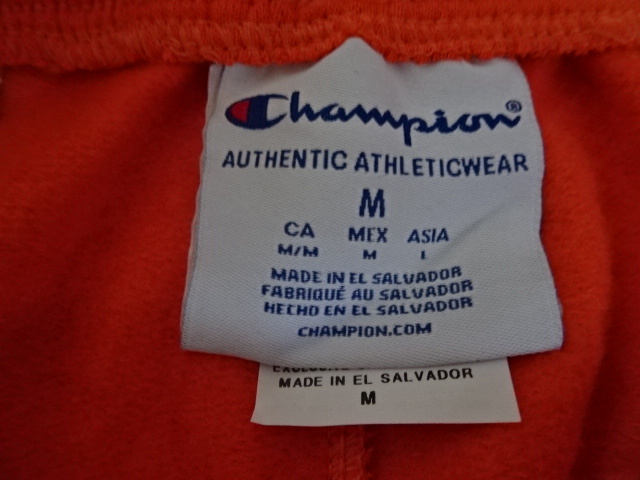 Champion®
AUTHENTIC ATHLETICWEAR
M
CA MEX ASIA
M/M M L
MADE IN EL SALVADOR
FABRIQUÉ AU SALVADOR
HECHO EN EL SALVADOR
CHAMPION.COM
MADE IN EL SALVADOR
M